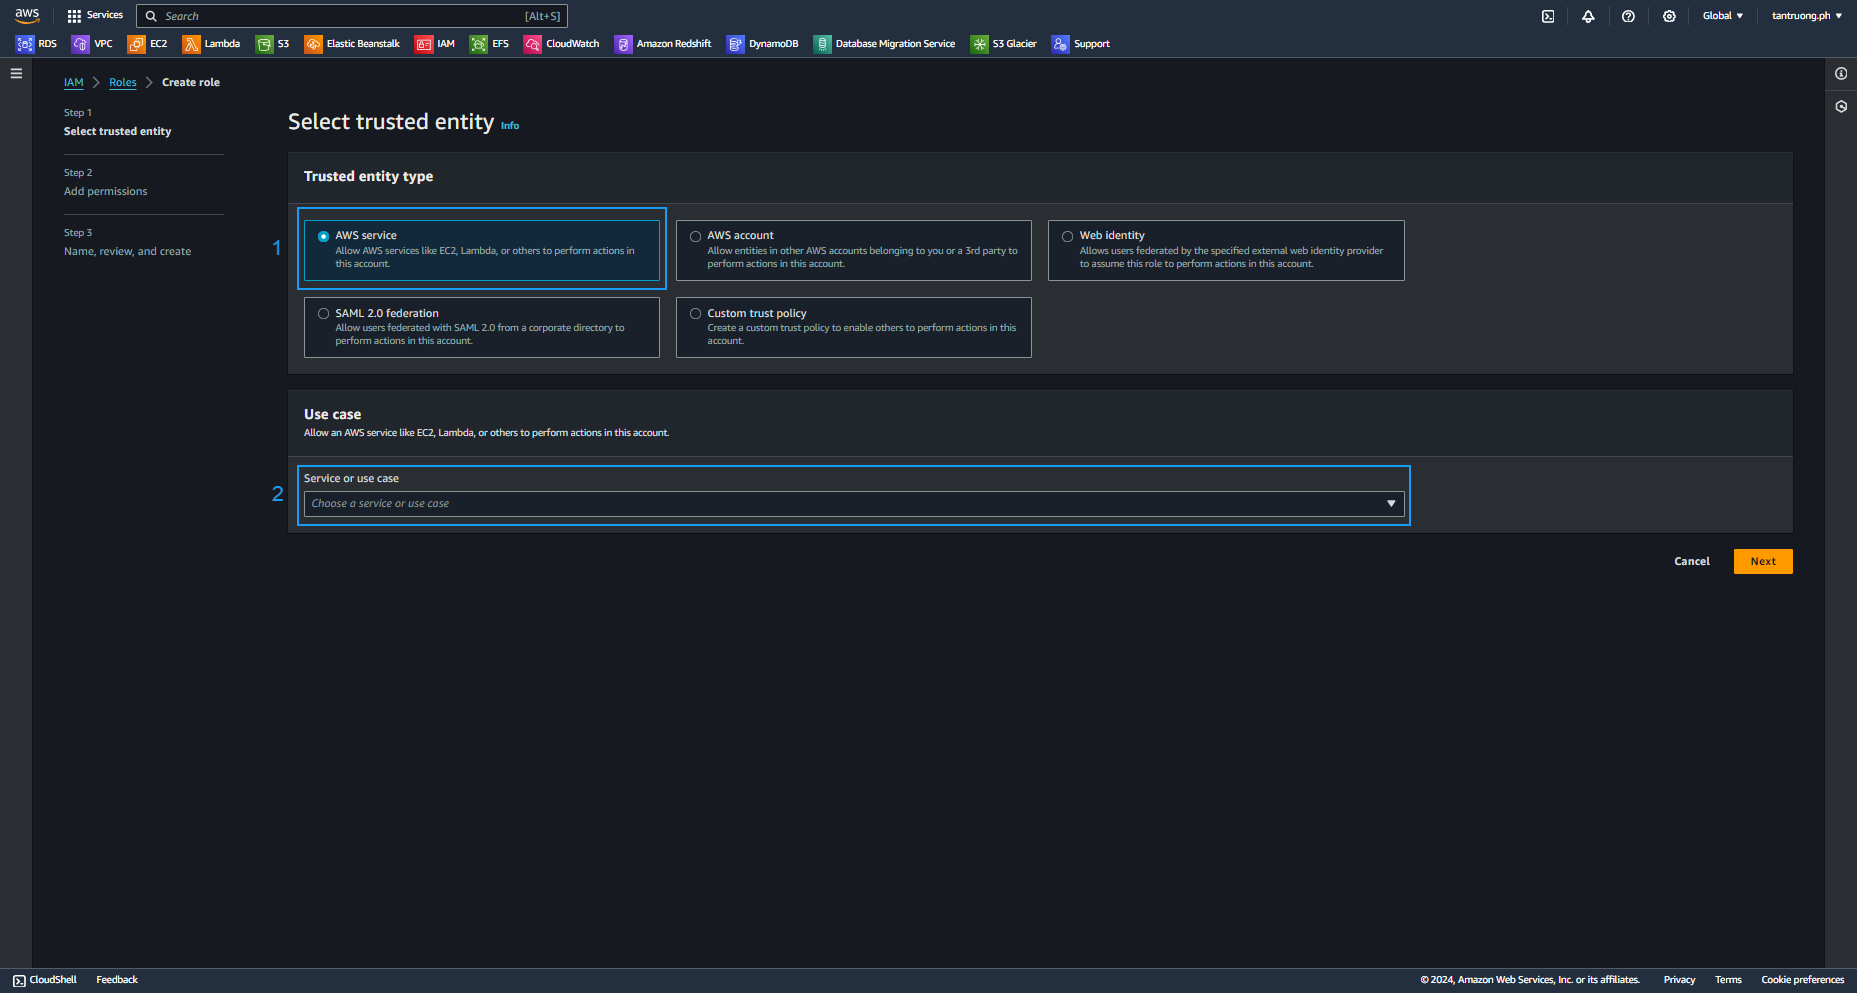 aws Services Search [Alt+S] Global tantruong.ph
RDS VPC EC2 Lambda S3 Elastic Beanstalk IAM EFS CloudWatch Amazon Redshift DynamoDB Database Migration Service S3 Glacier Support
IAM Roles Create role
Step 1
Select trusted entity
Step 2
Add permissions
Step 3
Name, review, and create
Select trusted entity Info
Trusted entity type
1
AWS service
Allow AWS services like EC2, Lambda, or others to perform actions in
this account.
AWS account
Allow entities in other AWS accounts belonging to you or a 3rd party to
perform actions in this account.
Web identity
Allows users federated by the specified external web identity provider
to assume this role to perform actions in this account.
SAML 2.0 federation
Allow users federated with SAML 2.0 from a corporate directory to
perform actions in this account.
Custom trust policy
Create a custom trust policy to enable others to perform actions in this
account.
Use case
Allow an AWS service like EC2, Lambda, or others to perform actions in this account.
2
Service or use case
Choose a service or use case
Cancel Next
CloudShell Feedback © 2024, Amazon Web Services, Inc. or its affiliates. Privacy Terms Cookie preferences